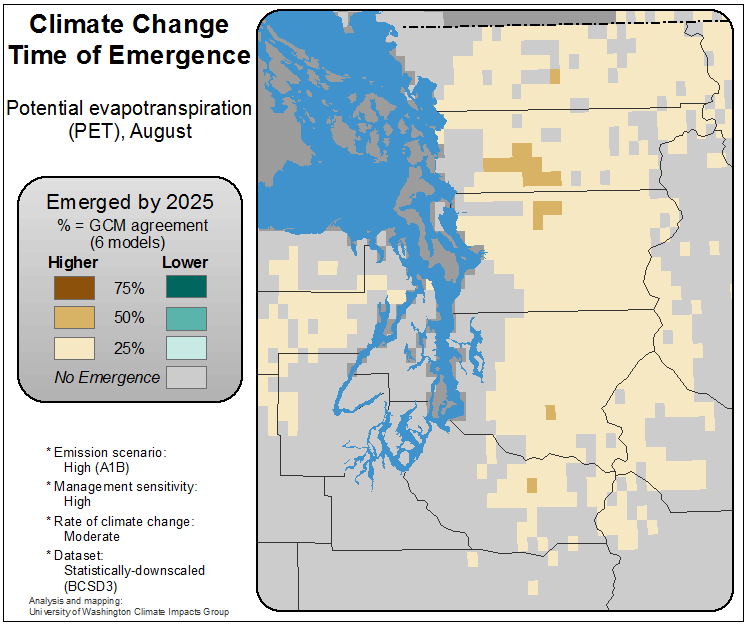 Climate Change
Time of Emergence
Potential evapotranspiration
(PET), August
Emerged by 2025
% = GCM agreement
(6 models)
Higher Lower
75%
50%
25%
No Emergence
* Emission scenario:
High (A1B)
* Management sensitivity:
High
* Rate of climate change:
Moderate
* Dataset:
Statistically-downscaled
(BCSD3)
Analysis and mapping:
University of Washington Climate Impacts Group